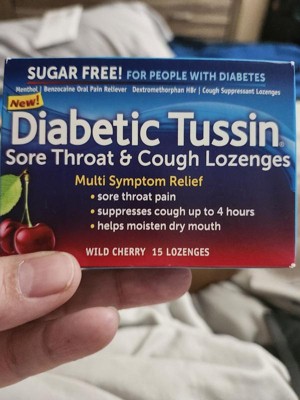 SUGAR FREE! FOR PEOPLE WITH DIABETES
Menthol | Benzocaine Oral Pain Reliever Dextromethorphan HBr | Cough Suppressant Lozenges
New!
Diabetic Tussin
Sore Throat & Cough Lozenges
Multi Symptom Relief
• sore throat pain
• suppresses cough up to 4 hours
• helps moisten dry mouth
WILD CHERRY 15 LOZENGES